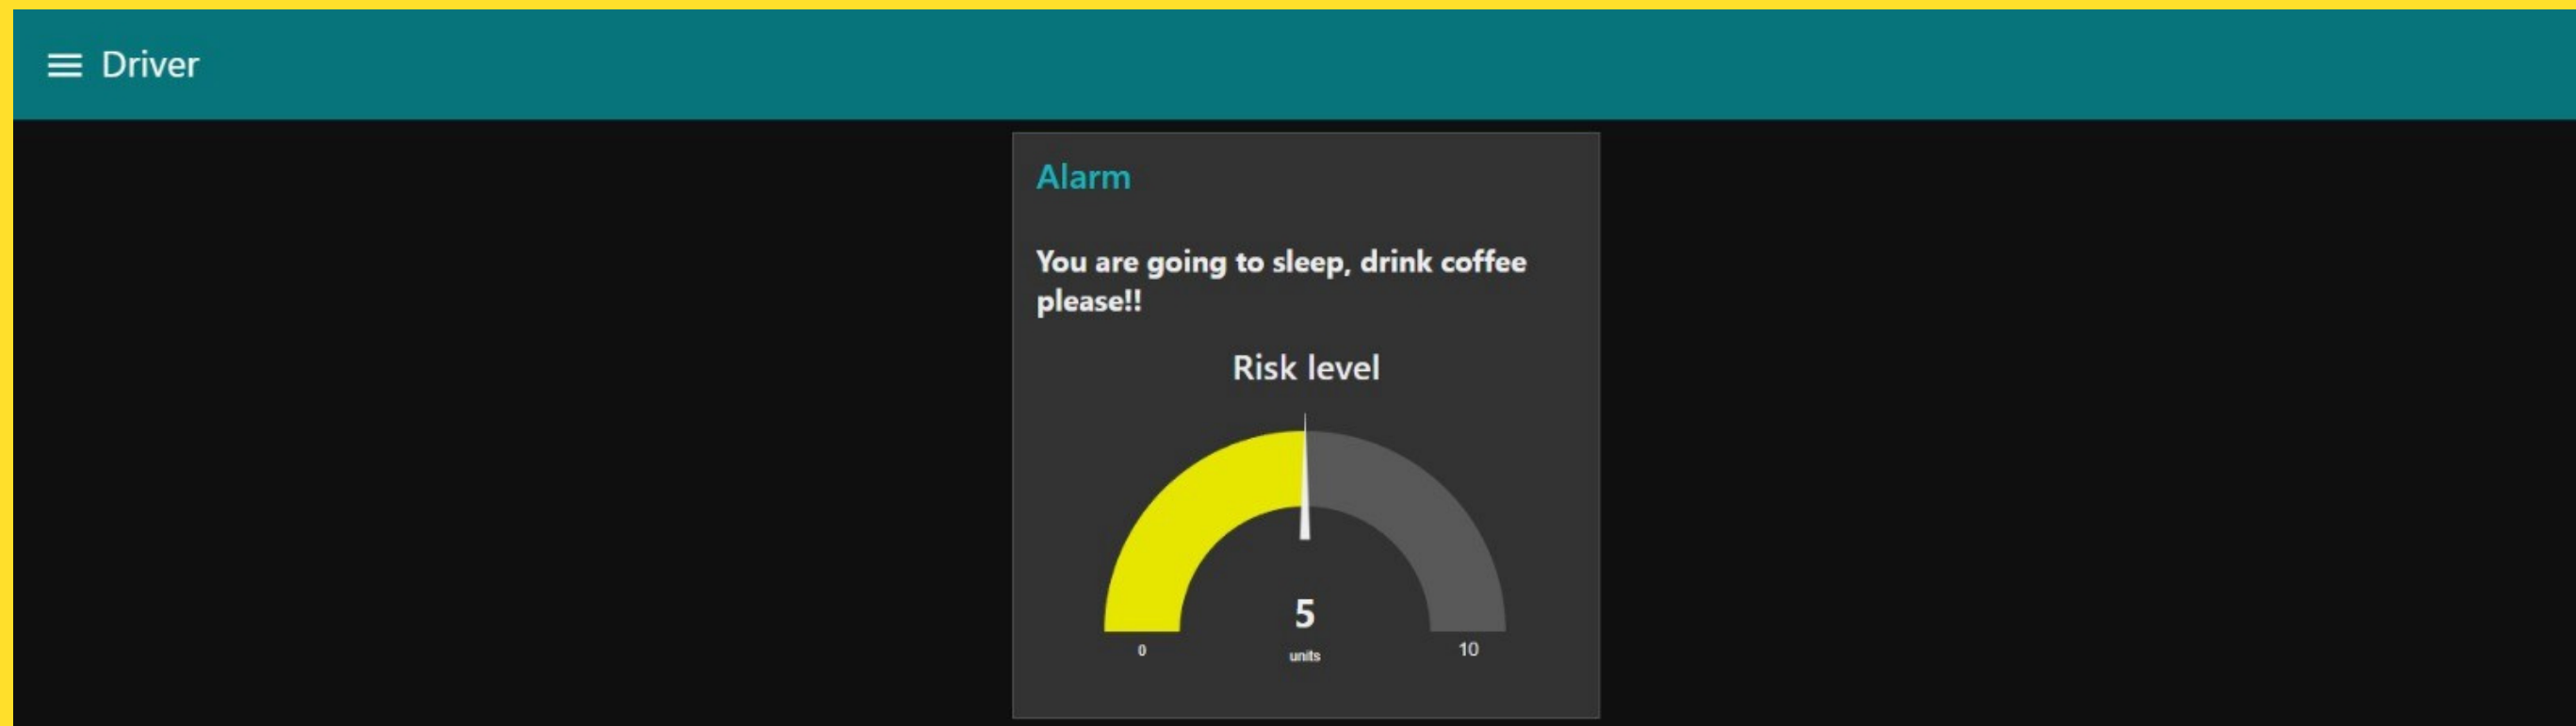 Driver
Alarm
You are going to sleep, drink coffee
please!!
Risk level
5
0
units
10